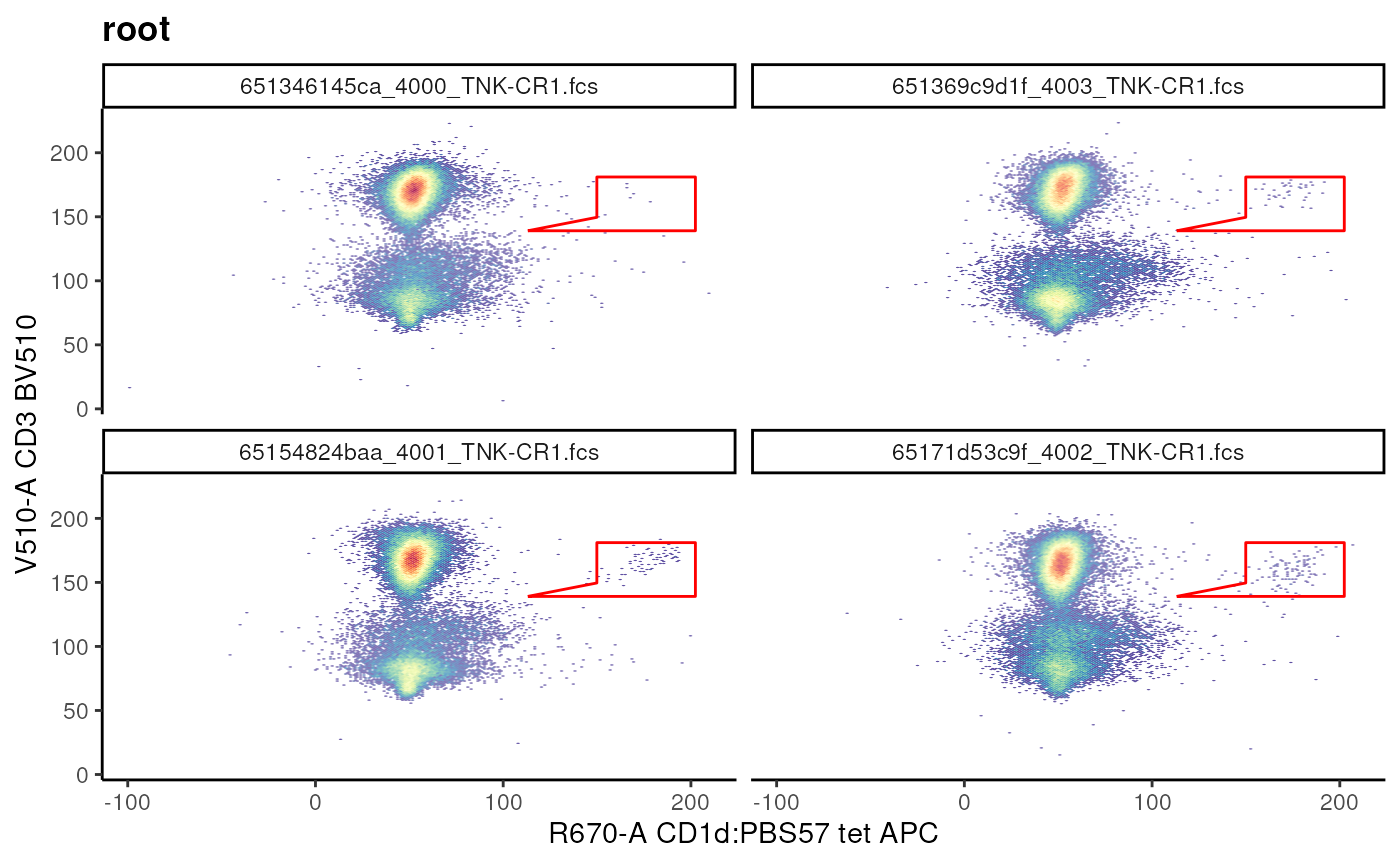 root
651346145ca_4000_TNK-CR1.fcs
651369c9d1f_4003_TNK-CR1.fcs
200
150
100
50
0
65154824baa_4001_TNK-CR1.fcs
65171d53c9f_4002_TNK-CR1.fcs
200
150
100
50
0
V510-A CD3 BV510
-100
0
100
200
-100
0
100
200
R670-A CD1d:PBS57 tet APC